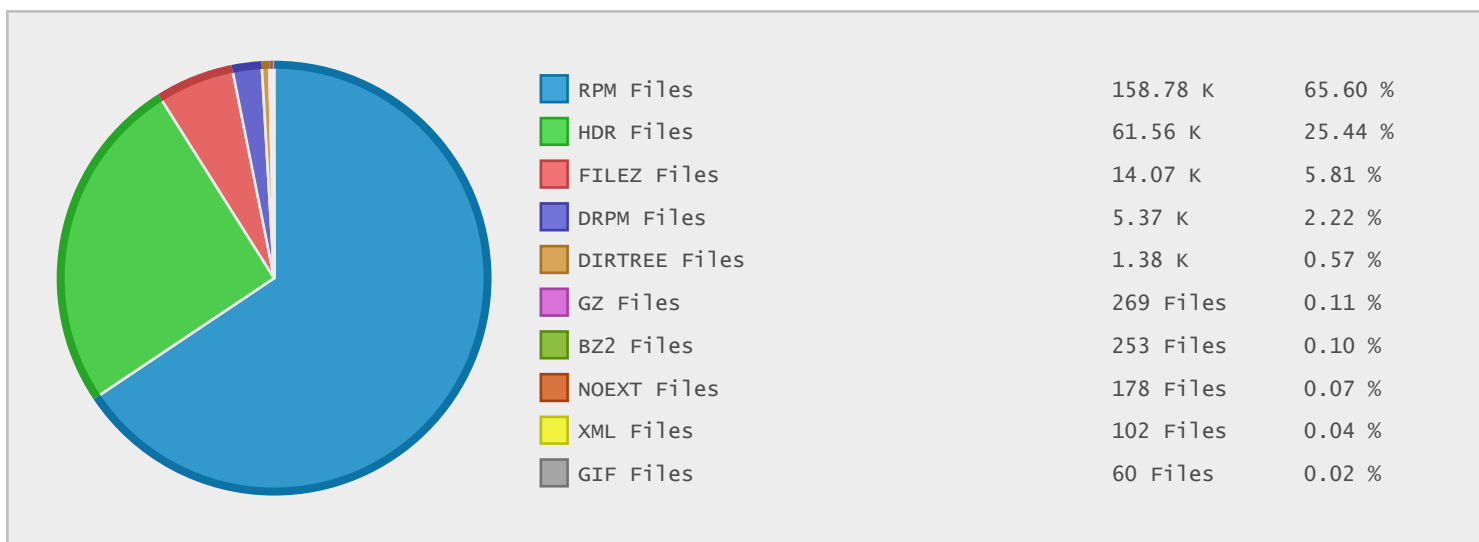 RPM Files 158.78 K 65.60 %
HDR Files 61.56 K 25.44 %
FILEZ Files 14.07 K 5.81 %
DRPM Files 5.37 K 2.22 %
DIRTREE Files 1.38 K 0.57 %
GZ Files 269 Files 0.11 %
BZ2 Files 253 Files 0.10 %
NOEXT Files 178 Files 0.07 %
XML Files 102 Files 0.04 %
GIF Files 60 Files 0.02 %